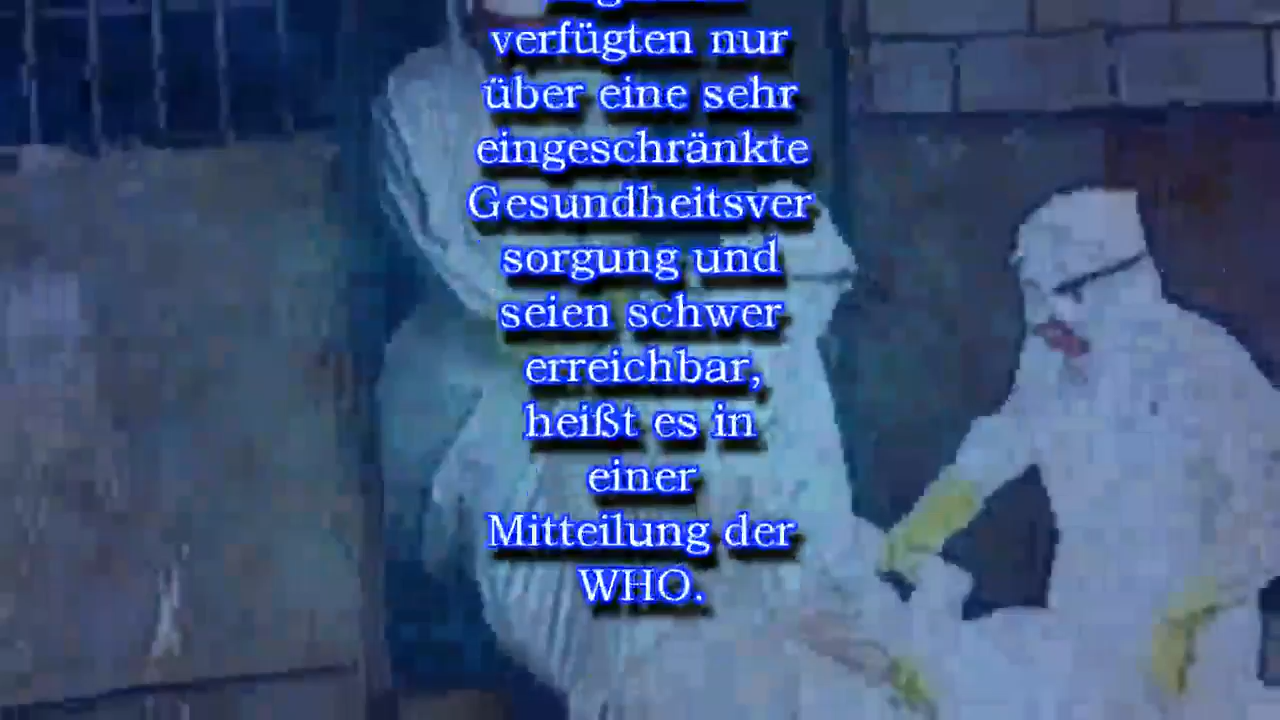 verfügten nur
über eine sehr
eingeschränkte
Gesundheitsver
sorgung und
seien schwer
erreichbar,
heißt es in
einer
Mitteilung der
WHO.